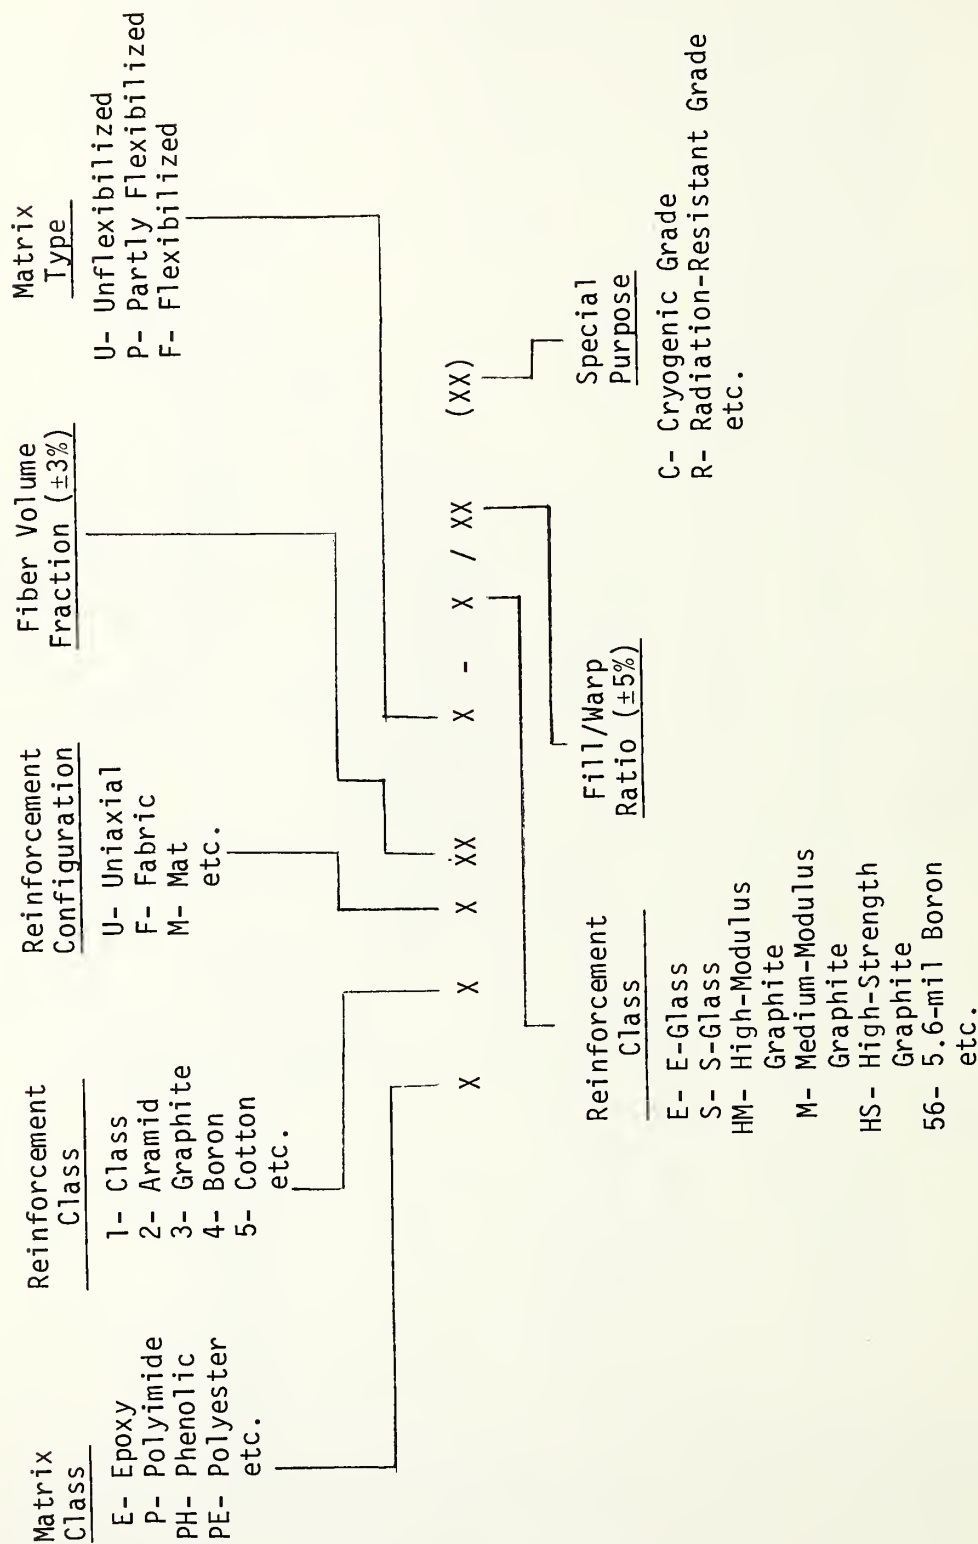 Matrix
Class
E- Epoxy
P- Polyimide
PH- Phenolic
PE- Polyester
etc.
Reinforcement
Class
1- Class
2- Aramid
3- Graphite
4- Boron
5- Cotton
etc.
Reinforcement
Configuration
U- Uniaxial
F- Fabric
M- Mat
etc.
Fiber Volume
Fraction (±3%)
Matrix
Type
U- Unflexibilized
P- Partly Flexibilized
F- Flexibilized
X X X XX X - X / XX (XX)
Reinforcement
Class
E- E-Glass
S- S-Glass
HM- High-Modulus
Graphite
M- Medium-Modulus
Graphite
HS- High-Strength
Graphite
56- 5.6-mil Boron
etc.
Fill/Warp
Ratio (±5%)
Special
Purpose
C- Cryogenic Grade
R- Radiation-Resistant Grade
etc.